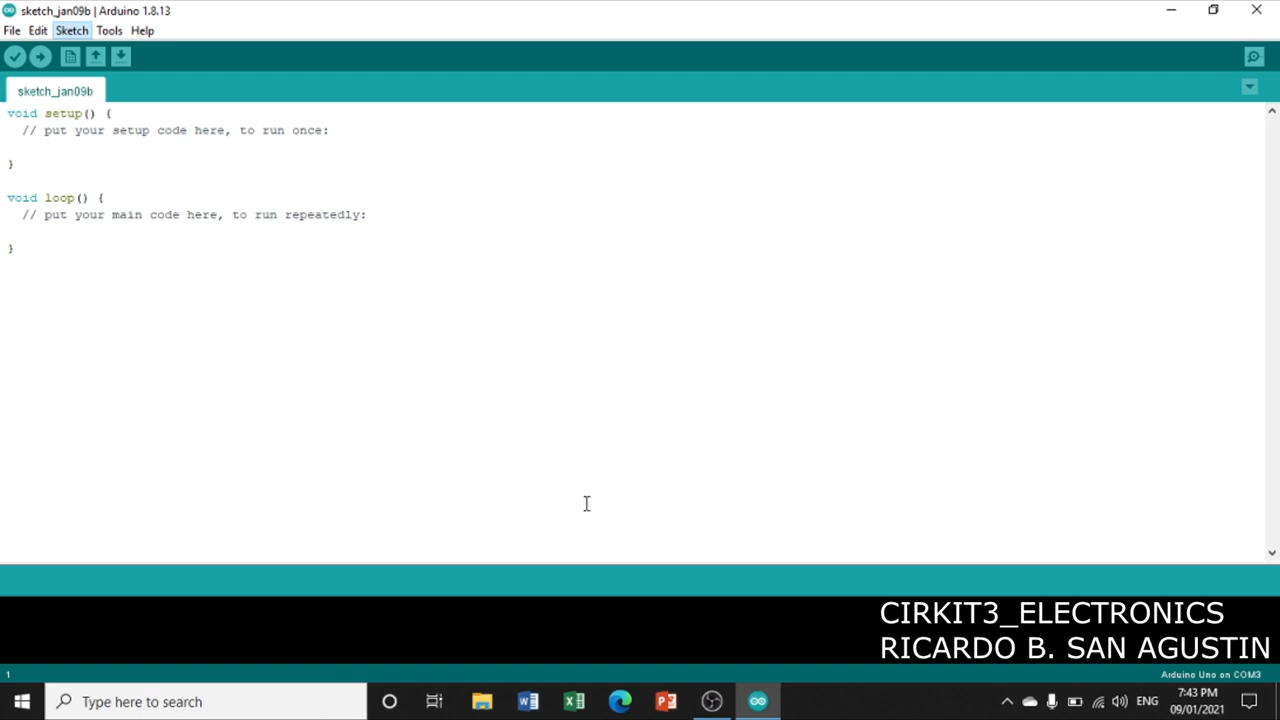 sketch_jan09b | Arduino 1.8.13
File Edit Sketch Tools Help
sketch_jan09b
void setup() {
  // put your setup code here, to run once:
}
void loop() {
  // put your main code here, to run repeatedly:
}
CIRKIT3_ELECTRONICS
RICARDO B. SAN AGUSTIN
1
Arduino Uno on COM3
Type here to search
ENG
7:43 PM
09/01/2021